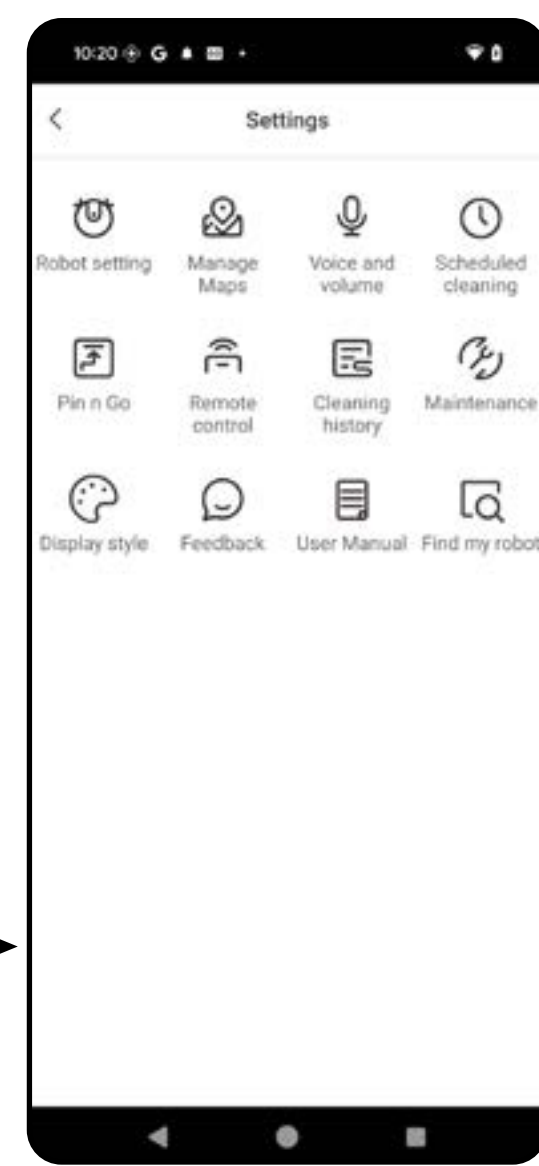 10:20 G
Settings
Robot setting
Manage
Maps
Voice and
volume
Scheduled
cleaning
Pin n Go
Remote
control
Cleaning
history
Maintenance
Display style
Feedback
User Manual
Find my robot